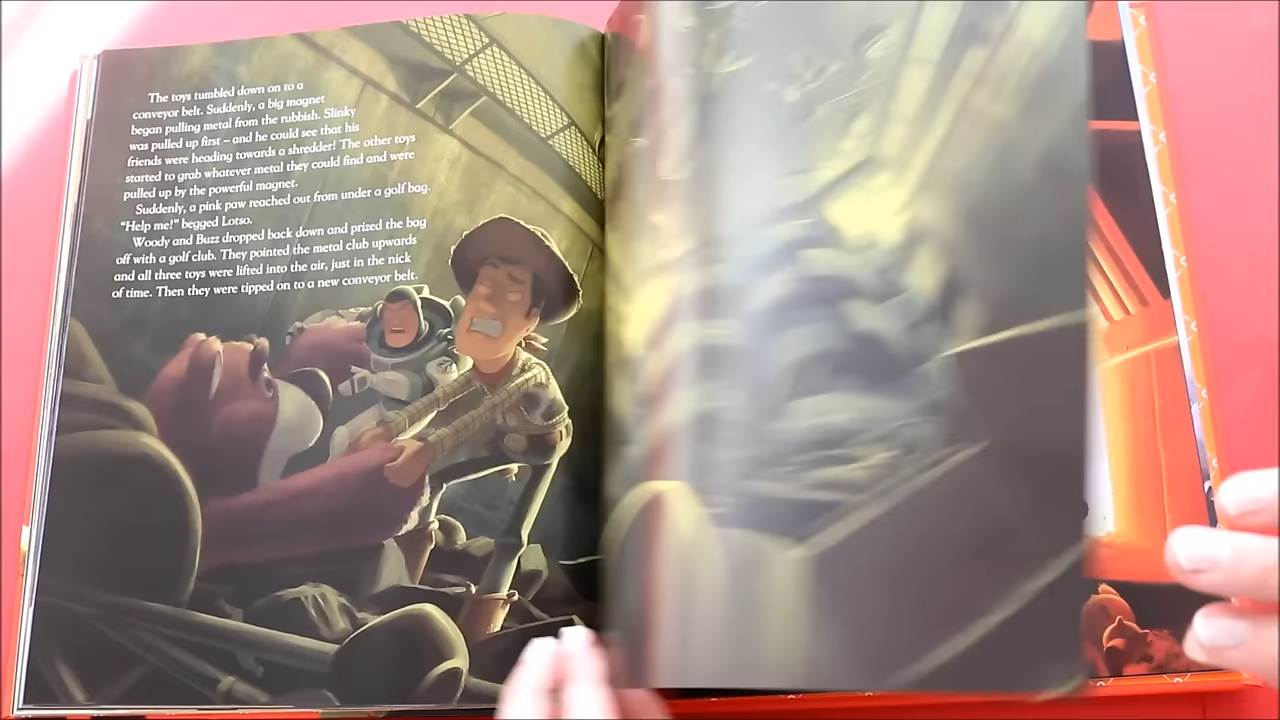 The toys tumbled down on to a
conveyor belt. Suddenly, a big magnet
began pulling metal from the rubbish. Slinky
was pulled up first – and he could see that his
friends were heading towards a shredder! The other toys
started to grab whatever metal they could find and were
pulled up by the powerful magnet.
Suddenly, a pink paw reached out from under a golf bag.
"Help me!" begged Lotso.
Woody and Buzz dropped back down and prized the bag
off with a golf club. They pointed the metal club upwards
and all three toys were lifted into the air, just in the nick
of time. Then they were tipped on to a new conveyor belt.